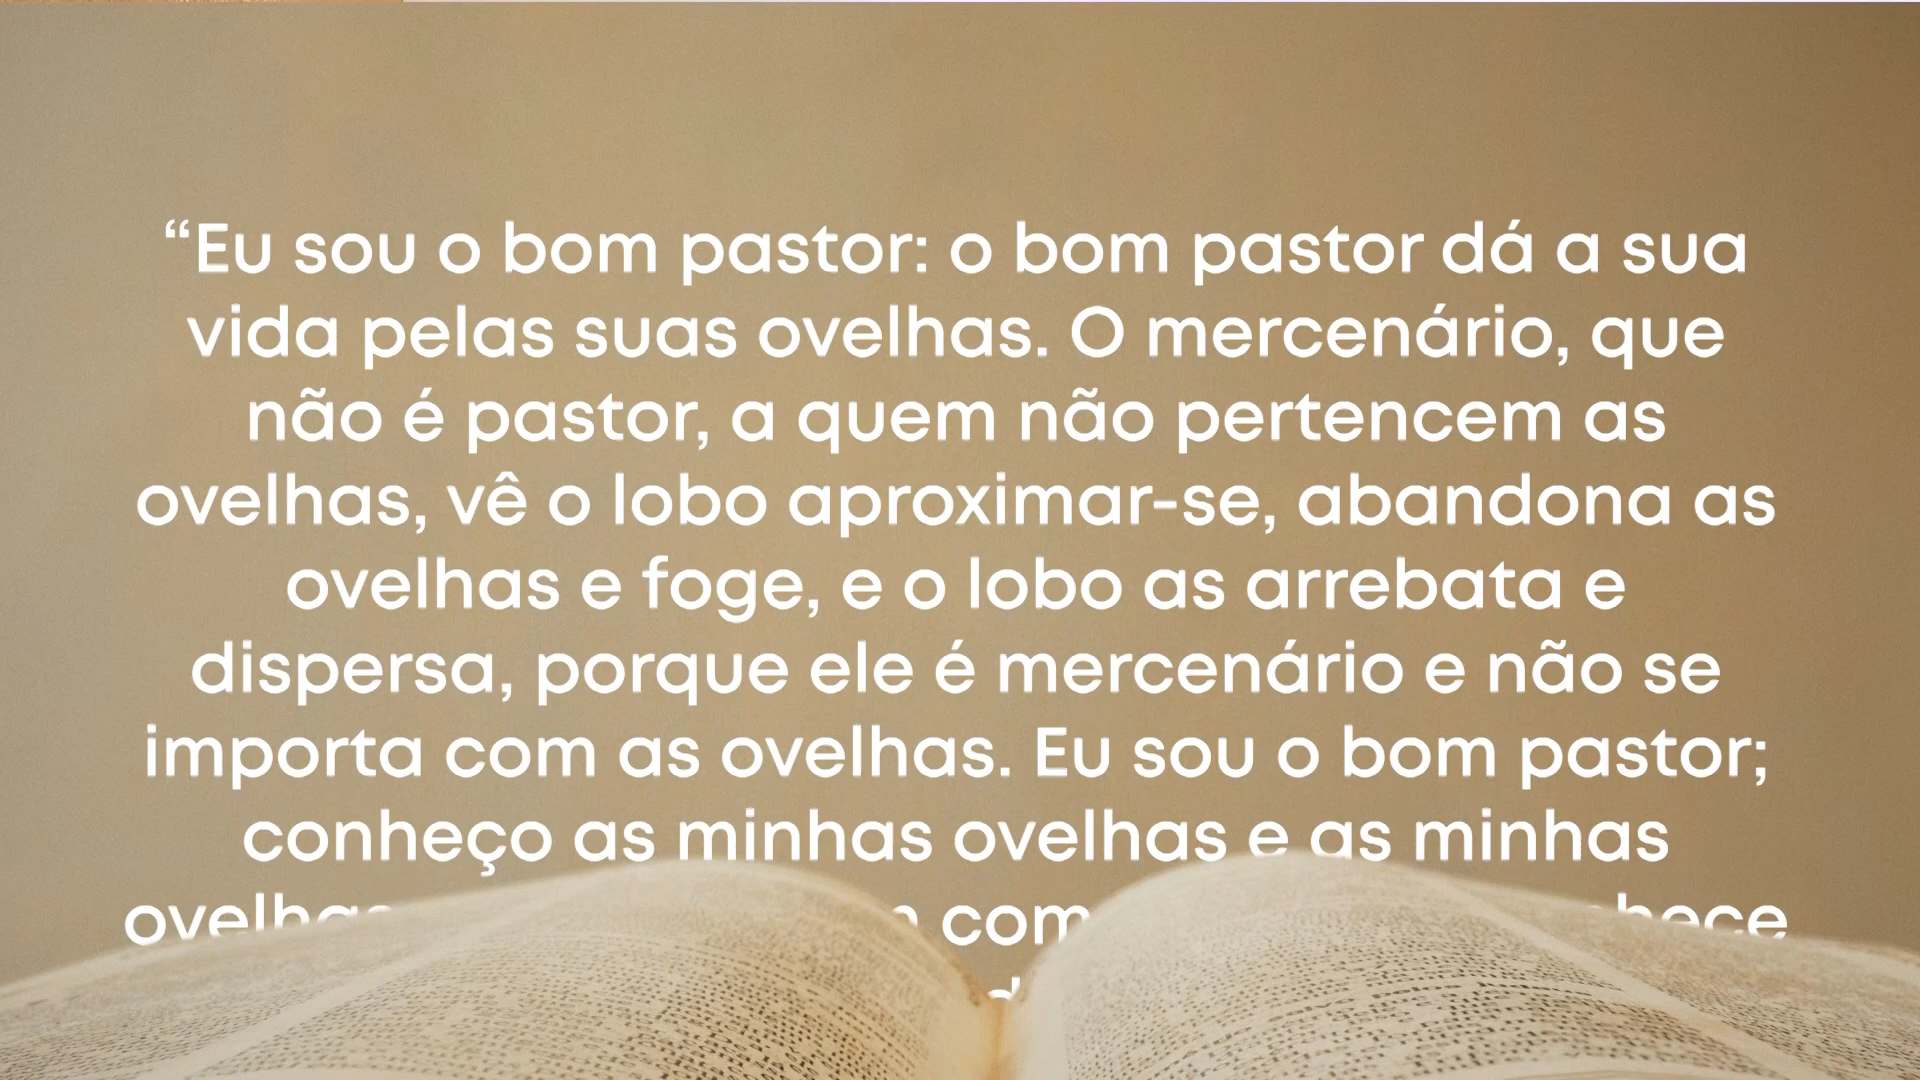 “Eu sou o bom pastor: o bom pastor dá a sua
vida pelas suas ovelhas. O mercenário, que
não é pastor, a quem não pertencem as
ovelhas, vê o lobo aproximar-se, abandona as
ovelhas e foge, e o lobo as arrebata e
dispersa, porque ele é mercenário e não se
importa com as ovelhas. Eu sou o bom pastor;
conheço as minhas ovelhas e as minhas